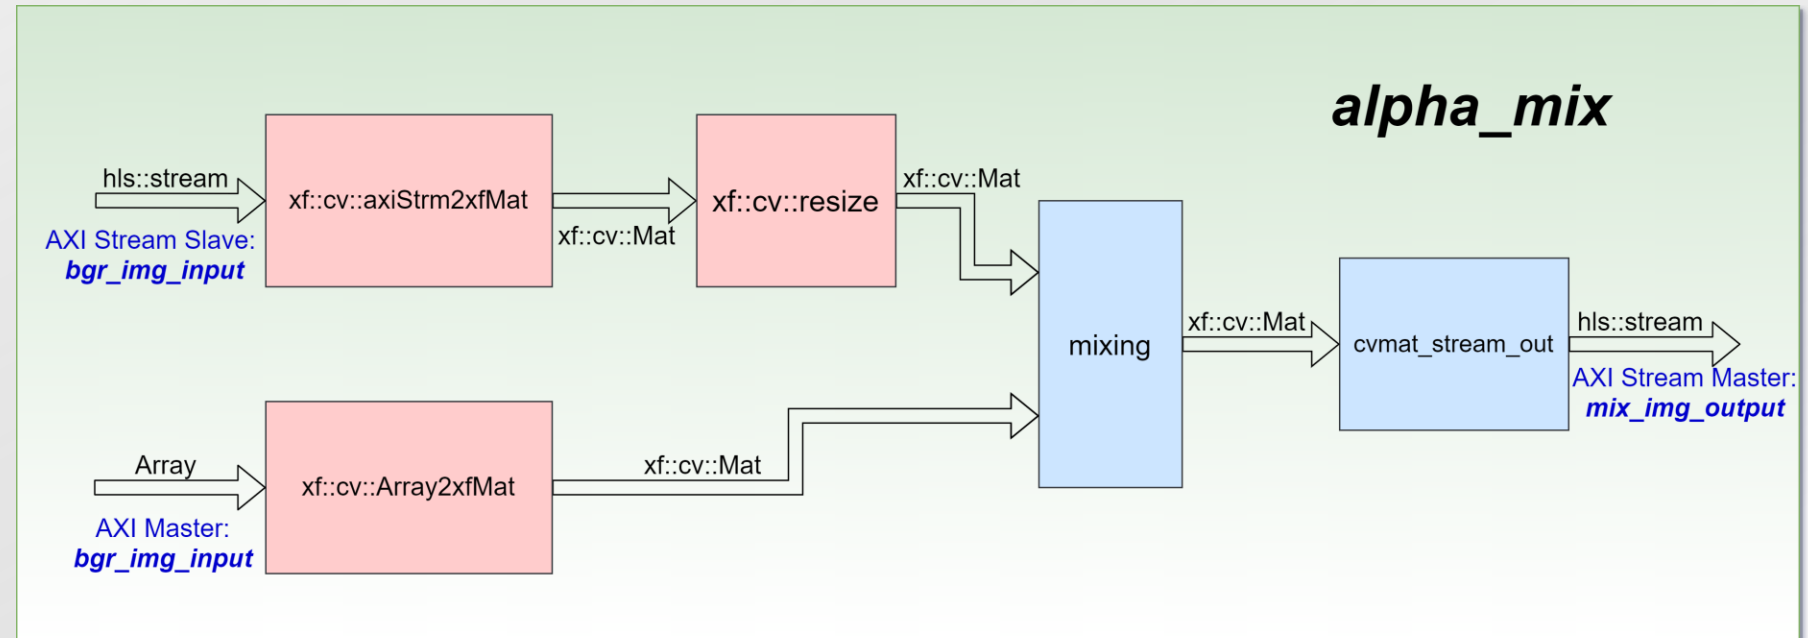 alpha_mix
hls::stream
xf::cv::axiStrm2xfMat
AXI Stream Slave:
bgr_img_input
xf::cv::Mat
xf::cv::resize
xf::cv::Mat
Array
xf::cv::Array2xfMat
AXI Master:
bgr_img_input
xf::cv::Mat
mixing
xf::cv::Mat
cvmat_stream_out
hls::stream
AXI Stream Master:
mix_img_output